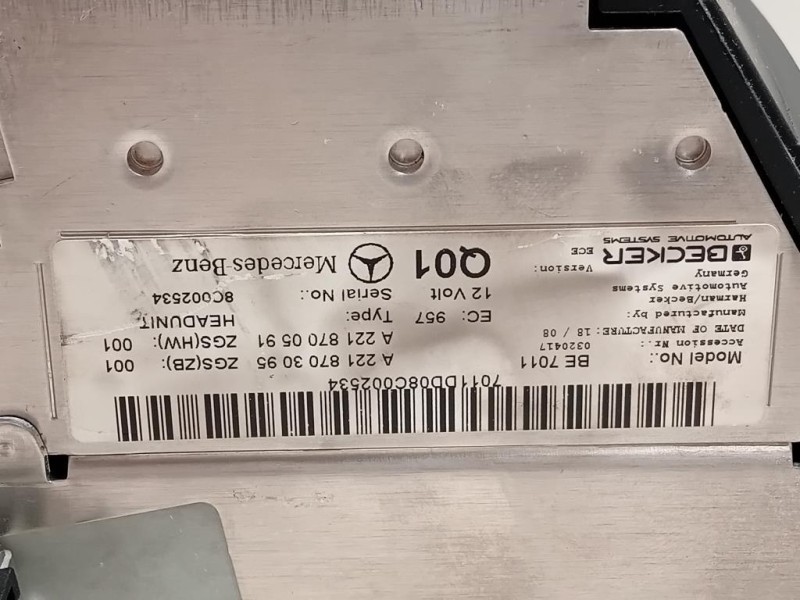 7011DD08C002534
Model No.: BE 7011 A 221 870 30 95 ZGS(ZB): 001
Accession Nr. 0320417
DATE OF MANUFACTURE: 18 / 08 A 221 870 05 91 ZGS(HW): 001
Manufactured by: EC: 957 Type: HEADUNIT
Harman/Becker
Automotive Systems 12 Volt Serial No.: 8C002534
Germany
Version: Q01 Mercedes-Benz
ECE
BECKER
AUTOMOTIVE SYSTEMS